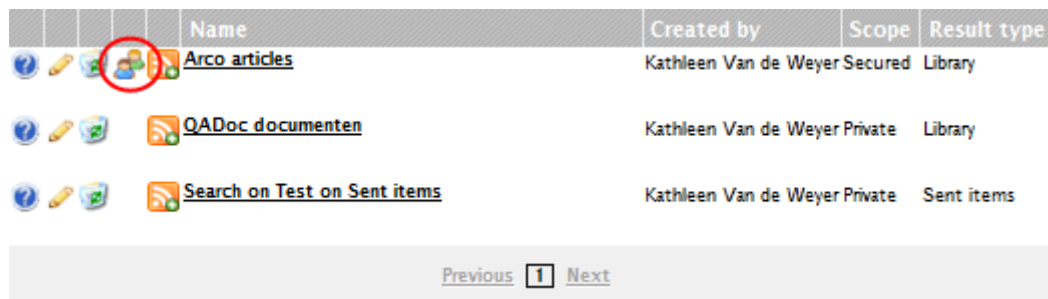 Name Created by Scope Result type
Arco articles Kathleen Van de Weyer Secured Library
QADoc documenten Kathleen Van de Weyer Private Library
Search on Test on Sent items Kathleen Van de Weyer Private Sent items
Previous 1 Next